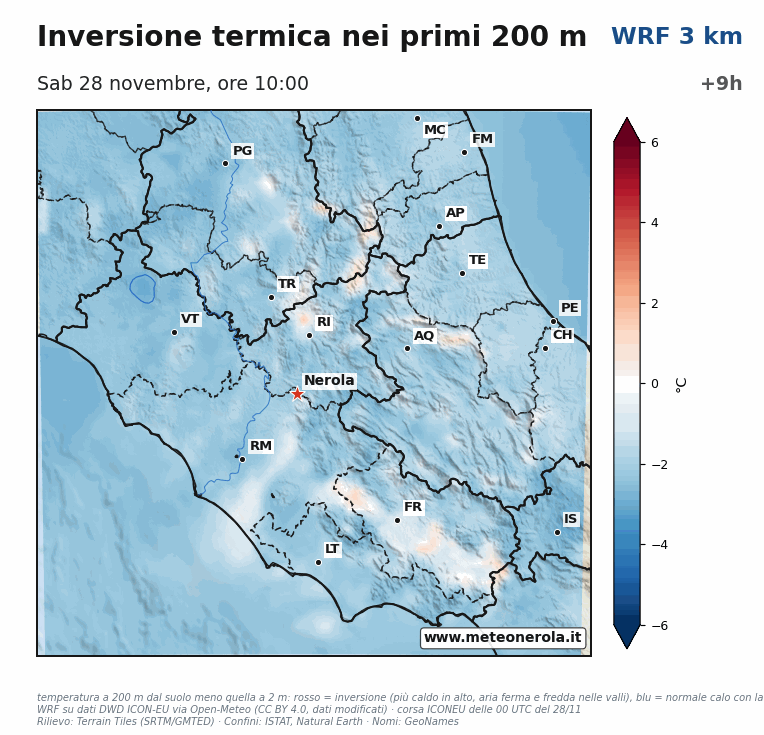 Inversione termica nei primi 200 m WRF 3 km
Sab 28 novembre, ore 10:00 +9h
MC
FM
PG
AP
TE
TR
PE
VT
RI
CH
AQ
Nerola
RM
FR
IS
LT
6
4
2
0
−2
−4
−6
°C
www.meteonerola.it
temperatura a 200 m dal suolo meno quella a 2 m: rosso = inversione (più caldo in alto, aria ferma e fredda nelle valli), blu = normale calo con la
WRF su dati DWD ICON-EU via Open-Meteo (CC BY 4.0, dati modificati) · corsa ICONEU delle 00 UTC del 28/11
Rilievo: Terrain Tiles (SRTM/GMTED) · Confini: ISTAT, Natural Earth · Nomi: GeoNames